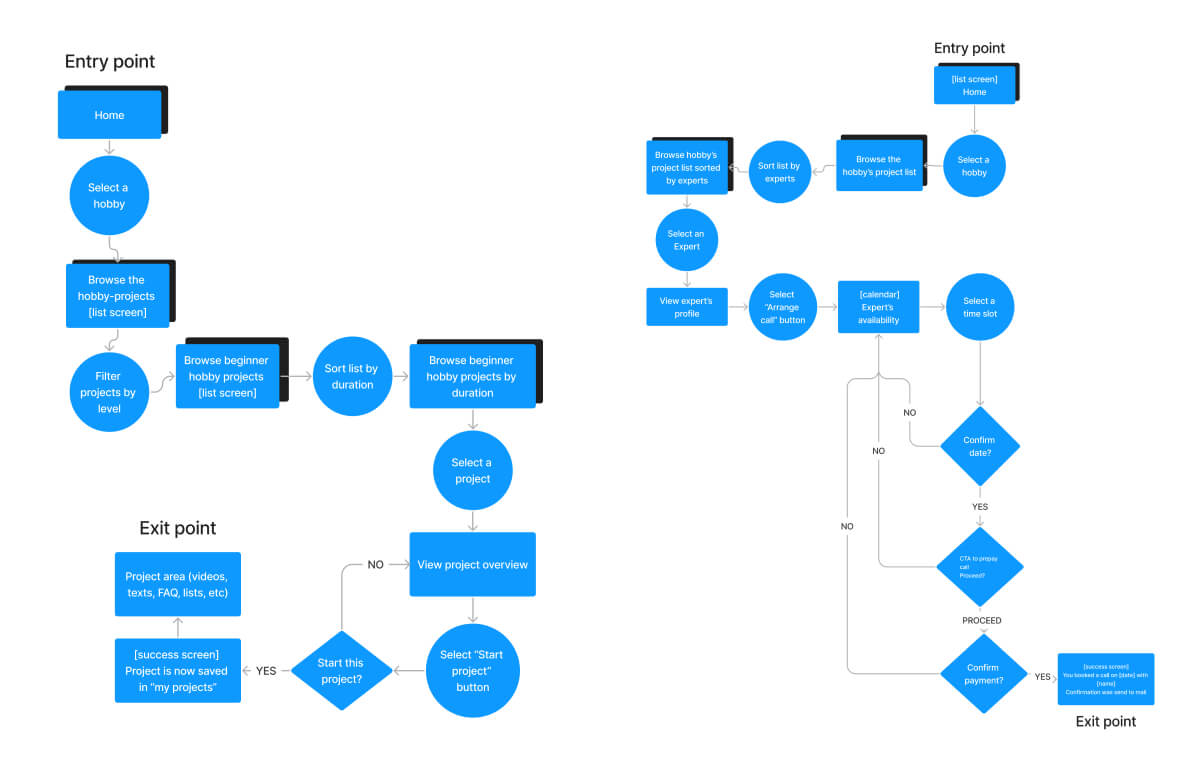 Entry point
Home
Select a
hobby
Browse the
hobby-projects
[list screen]
Filter
projects by
level
Browse beginner
hobby projects
[list screen]
Sort list by
duration
Browse beginner
hobby projects by
duration
Select a
project
View project overview
Select “Start
project”
button
Start this
project?
NO
YES
[success screen]
Project is now saved
in “my projects”
Project area (videos,
texts, FAQ, lists, etc)
Exit point
Entry point
[list screen]
Home
Select a
hobby
Browse the
hobby’s project list
Sort list by
experts
Browse hobby’s
project list sorted
by experts
Select an
Expert
View expert’s
profile
Select
“Arrange
call” button
[calendar]
Expert’s
availability
Select a
time slot
Confirm
date?
NO
YES
CTA to prepay
call
Proceed?
NO
PROCEED
Confirm
payment?
NO
YES
[success screen]
You booked a call on [date] with
[name]
Confirmation was send to mail
Exit point